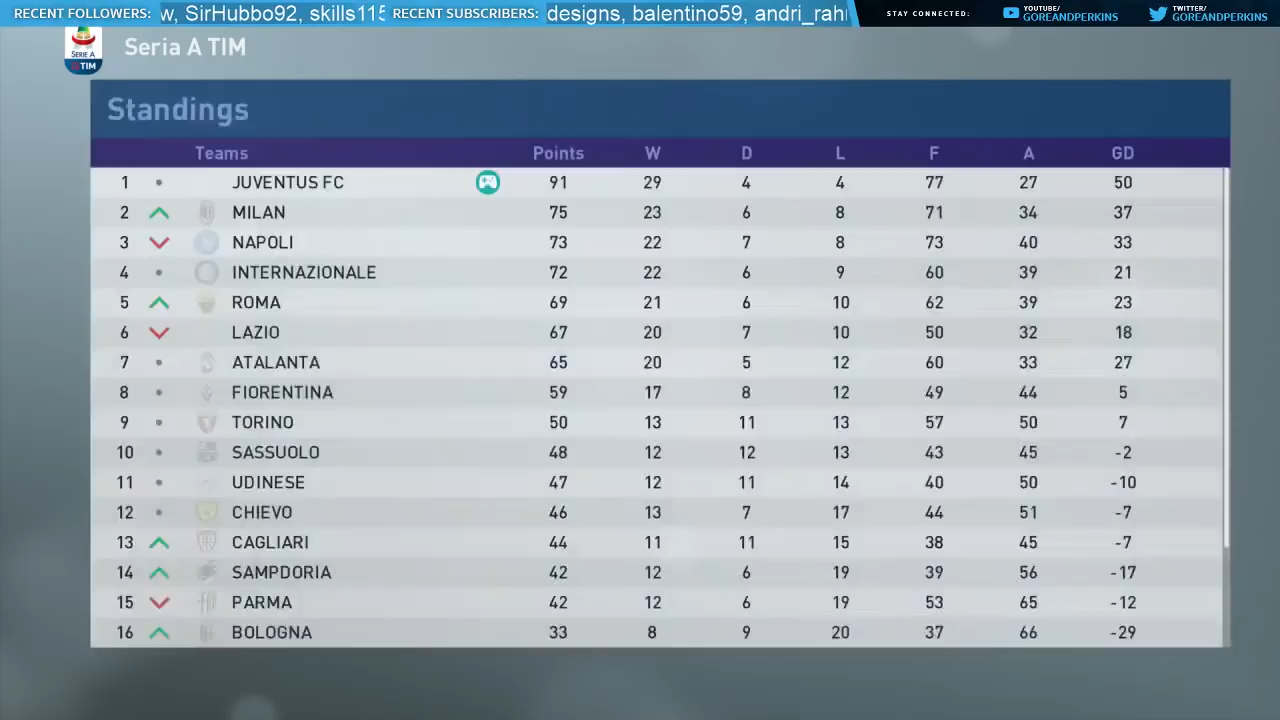 RECENT FOLLOWERS: w, SirHubbo92, skills115 RECENT SUBSCRIBERS: designs, balentino59, andri_rahı STAY CONNECTED: YOUTUBE/ GOREANDPERKINS TWITTER/ GOREANDPERKINS
SERIE A TIM Seria A TIM
Standings
Teams Points W D L F A GD
1 JUVENTUS FC 91 29 4 4 77 27 50
2 MILAN 75 23 6 8 71 34 37
3 NAPOLI 73 22 7 8 73 40 33
4 INTERNAZIONALE 72 22 6 9 60 39 21
5 ROMA 69 21 6 10 62 39 23
6 LAZIO 67 20 7 10 50 32 18
7 ATALANTA 65 20 5 12 60 33 27
8 FIORENTINA 59 17 8 12 49 44 5
9 TORINO 50 13 11 13 57 50 7
10 SASSUOLO 48 12 12 13 43 45 -2
11 UDINESE 47 12 11 14 40 50 -10
12 CHIEVO 46 13 7 17 44 51 -7
13 CAGLIARI 44 11 11 15 38 45 -7
14 SAMPDORIA 42 12 6 19 39 56 -17
15 PARMA 42 12 6 19 53 65 -12
16 BOLOGNA 33 8 9 20 37 66 -29